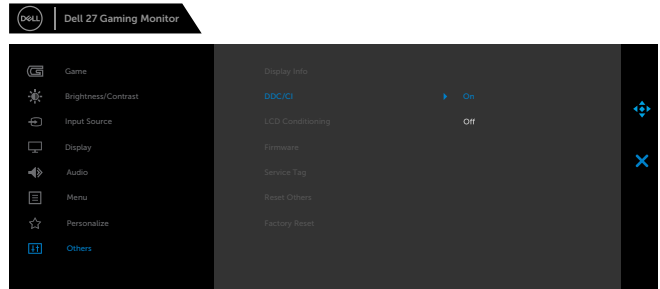 DELL
Dell 27 Gaming Monitor
Game
Brightness/Contrast
Input Source
Display
Audio
Menu
Personalize
Others
Display Info
DDC/CI
LCD Conditioning
Firmware
Service Tag
Reset Others
Factory Reset
On
Off